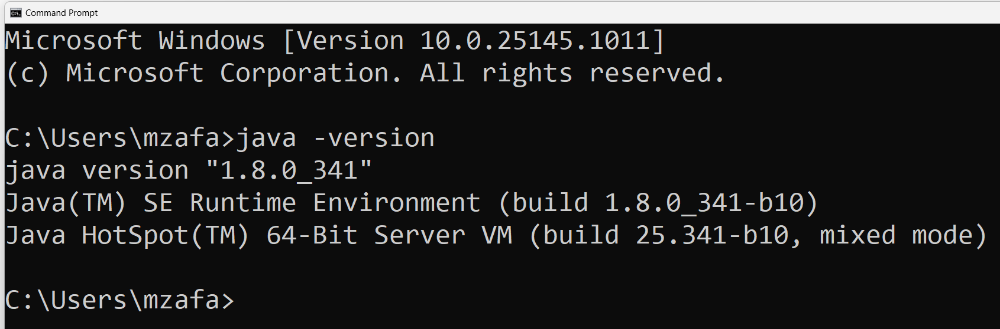 Command Prompt
Microsoft Windows [Version 10.0.25145.1011]
(c) Microsoft Corporation. All rights reserved.
C:\Users\mzafa>java -version
java version "1.8.0_341"
Java(TM) SE Runtime Environment (build 1.8.0_341-b10)
Java HotSpot(TM) 64-Bit Server VM (build 25.341-b10, mixed mode)
C:\Users\mzafa>